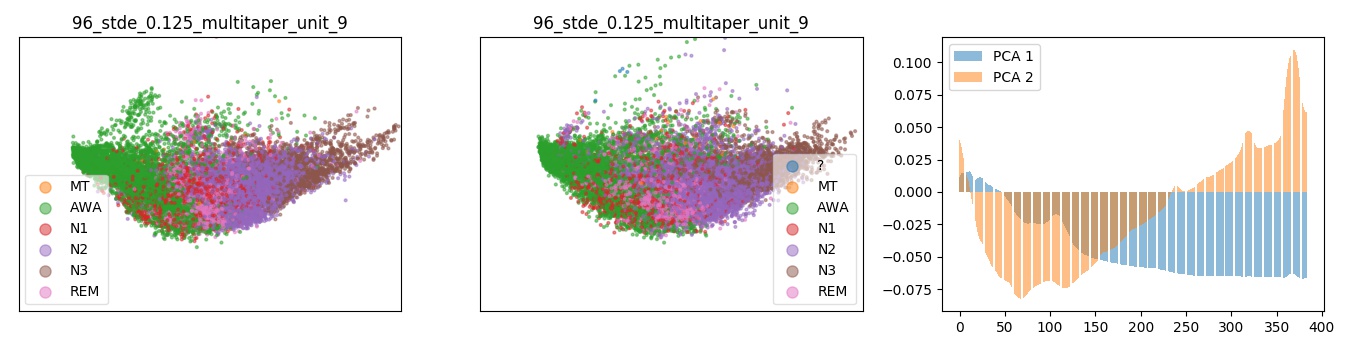 96_stde_0.125_multitaper_unit_9
MT
AWA
N1
N2
N3
REM
96_stde_0.125_multitaper_unit_9
?
MT
AWA
N1
N2
N3
REM
PCA 1
PCA 2
0.100
0.075
0.050
0.025
0.000
−0.025
−0.050
−0.075
0 50 100 150 200 250 300 350 400